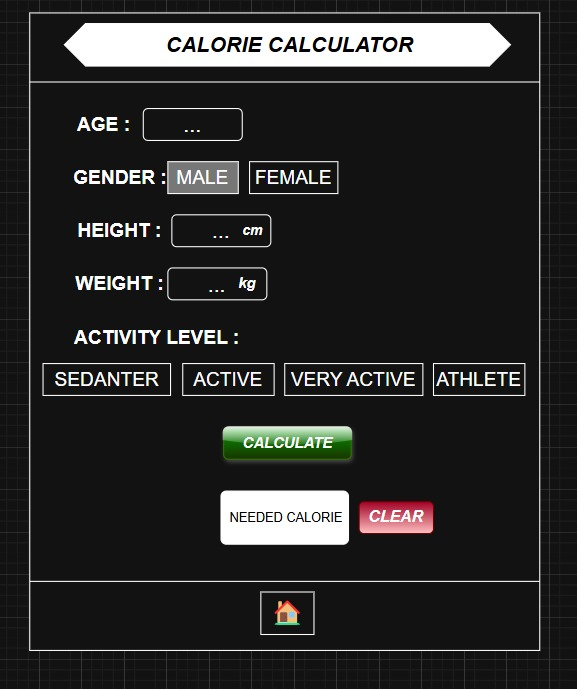 CALORIE CALCULATOR
AGE : ...
GENDER : MALE FEMALE
HEIGHT : ... cm
WEIGHT : ... kg
ACTIVITY LEVEL :
SEDANTER ACTIVE VERY ACTIVE ATHLETE
CALCULATE
NEEDED CALORIE CLEAR